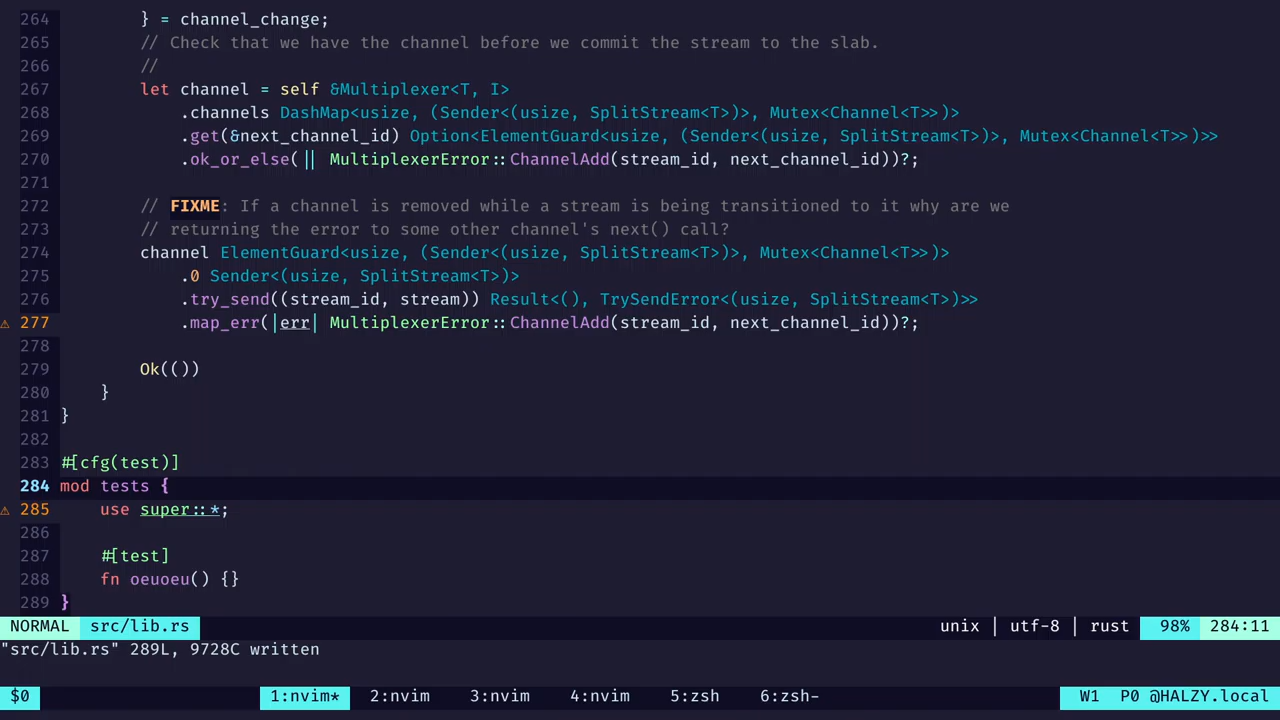 264 } = channel_change;
265 // Check that we have the channel before we commit the stream to the slab.
266 //
267 let channel = self &Multiplexer<T, I>
268 .channels DashMap<usize, (Sender<(usize, SplitStream<T>)>, Mutex<Channel<T>>)>
269 .get(&next_channel_id) Option<ElementGuard<usize, (Sender<(usize, SplitStream<T>)>, Mutex<Channel<T>>)>>
270 .ok_or_else(|| MultiplexerError::ChannelAdd(stream_id, next_channel_id))?;
271
272 // FIXME: If a channel is removed while a stream is being transitioned to it why are we
273 // returning the error to some other channel's next() call?
274 channel ElementGuard<usize, (Sender<(usize, SplitStream<T>)>, Mutex<Channel<T>>)>
275 .0 Sender<(usize, SplitStream<T>)>
276 .try_send((stream_id, stream)) Result<(), TrySendError<(usize, SplitStream<T>)>>
⚠ 277 .map_err(|err| MultiplexerError::ChannelAdd(stream_id, next_channel_id))?;
278
279 Ok(())
280 }
281 }
282
283 #[cfg(test)]
284 mod tests {
⚠ 285 use super::*;
286
287 #[test]
288 fn oeuoeu() {}
289 }
NORMAL src/lib.rs unix | utf-8 | rust 98% 284:11
"src/lib.rs" 289L, 9728C written
$0 1:nvim* 2:nvim 3:nvim 4:nvim 5:zsh 6:zsh- W1 P0 @HALZY.local